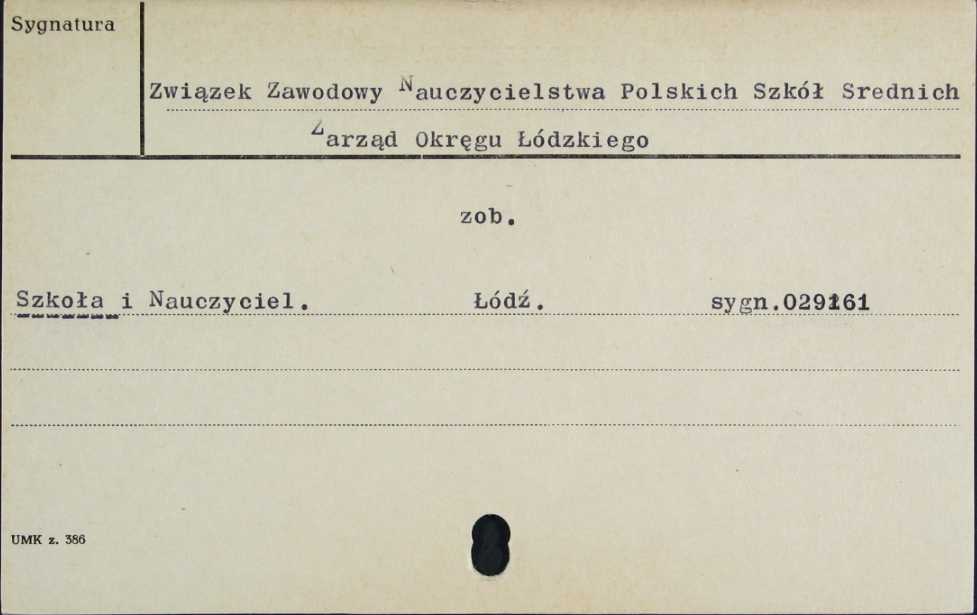 Sygnatura
Związek Zawodowy Nauczycielstwa Polskich Szkół Srednich
Zarząd Okręgu Łódzkiego
zob.
Szkoła i Nauczyciel. Łódź. sygn.029161
UMK z. 386